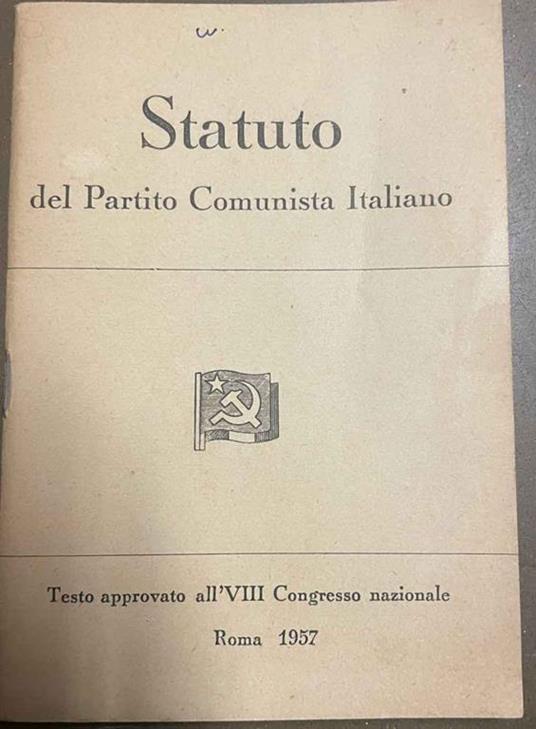 Statuto
del Partito Comunista Italiano
Testo approvato all'VIII Congresso nazionale
Roma 1957